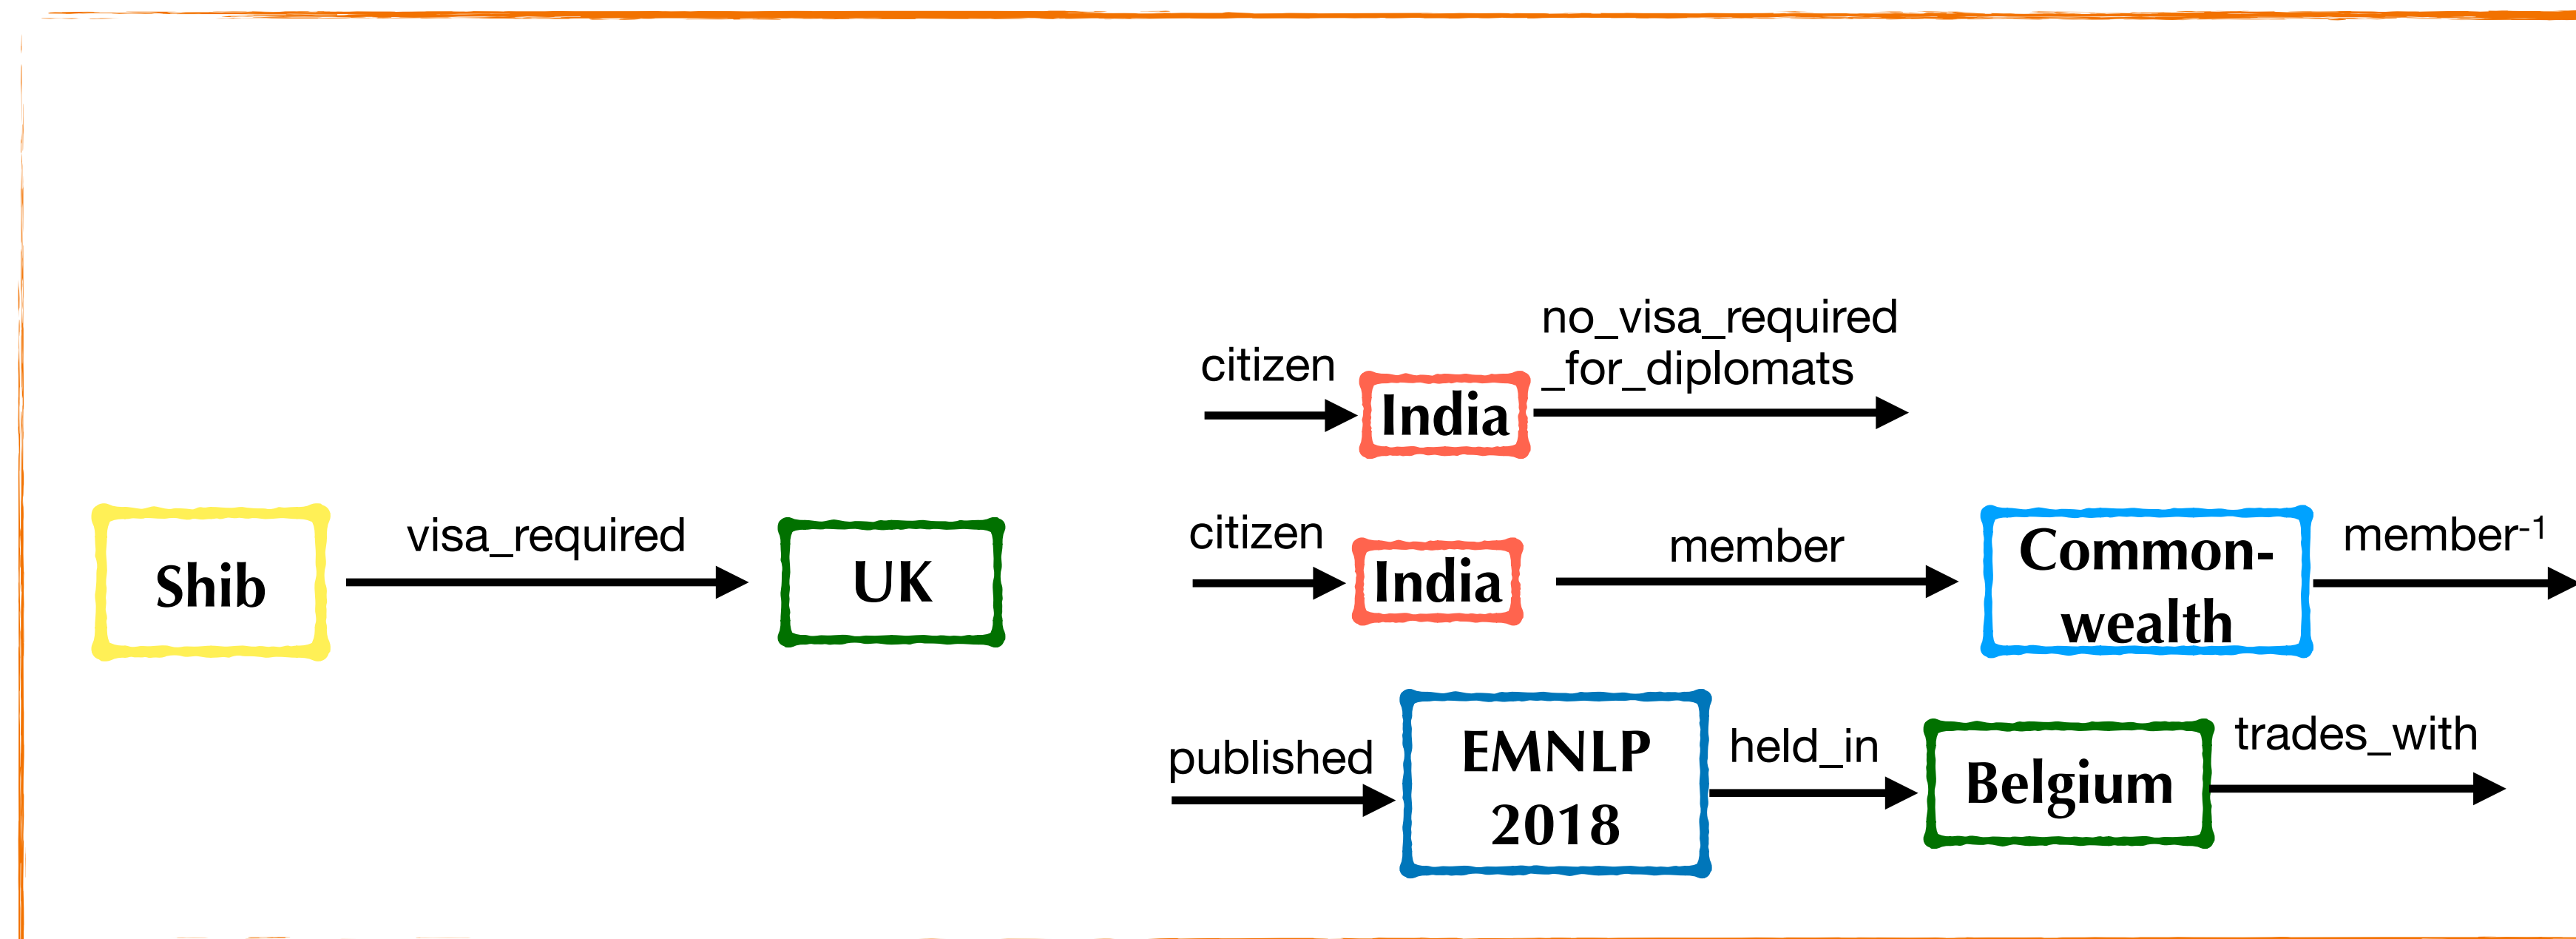 Shib
visa_required
UK
citizen
India
no_visa_required
_for_diplomats
citizen
India
member
Common-
wealth
member⁻¹
published
EMNLP
2018
held_in
Belgium
trades_with